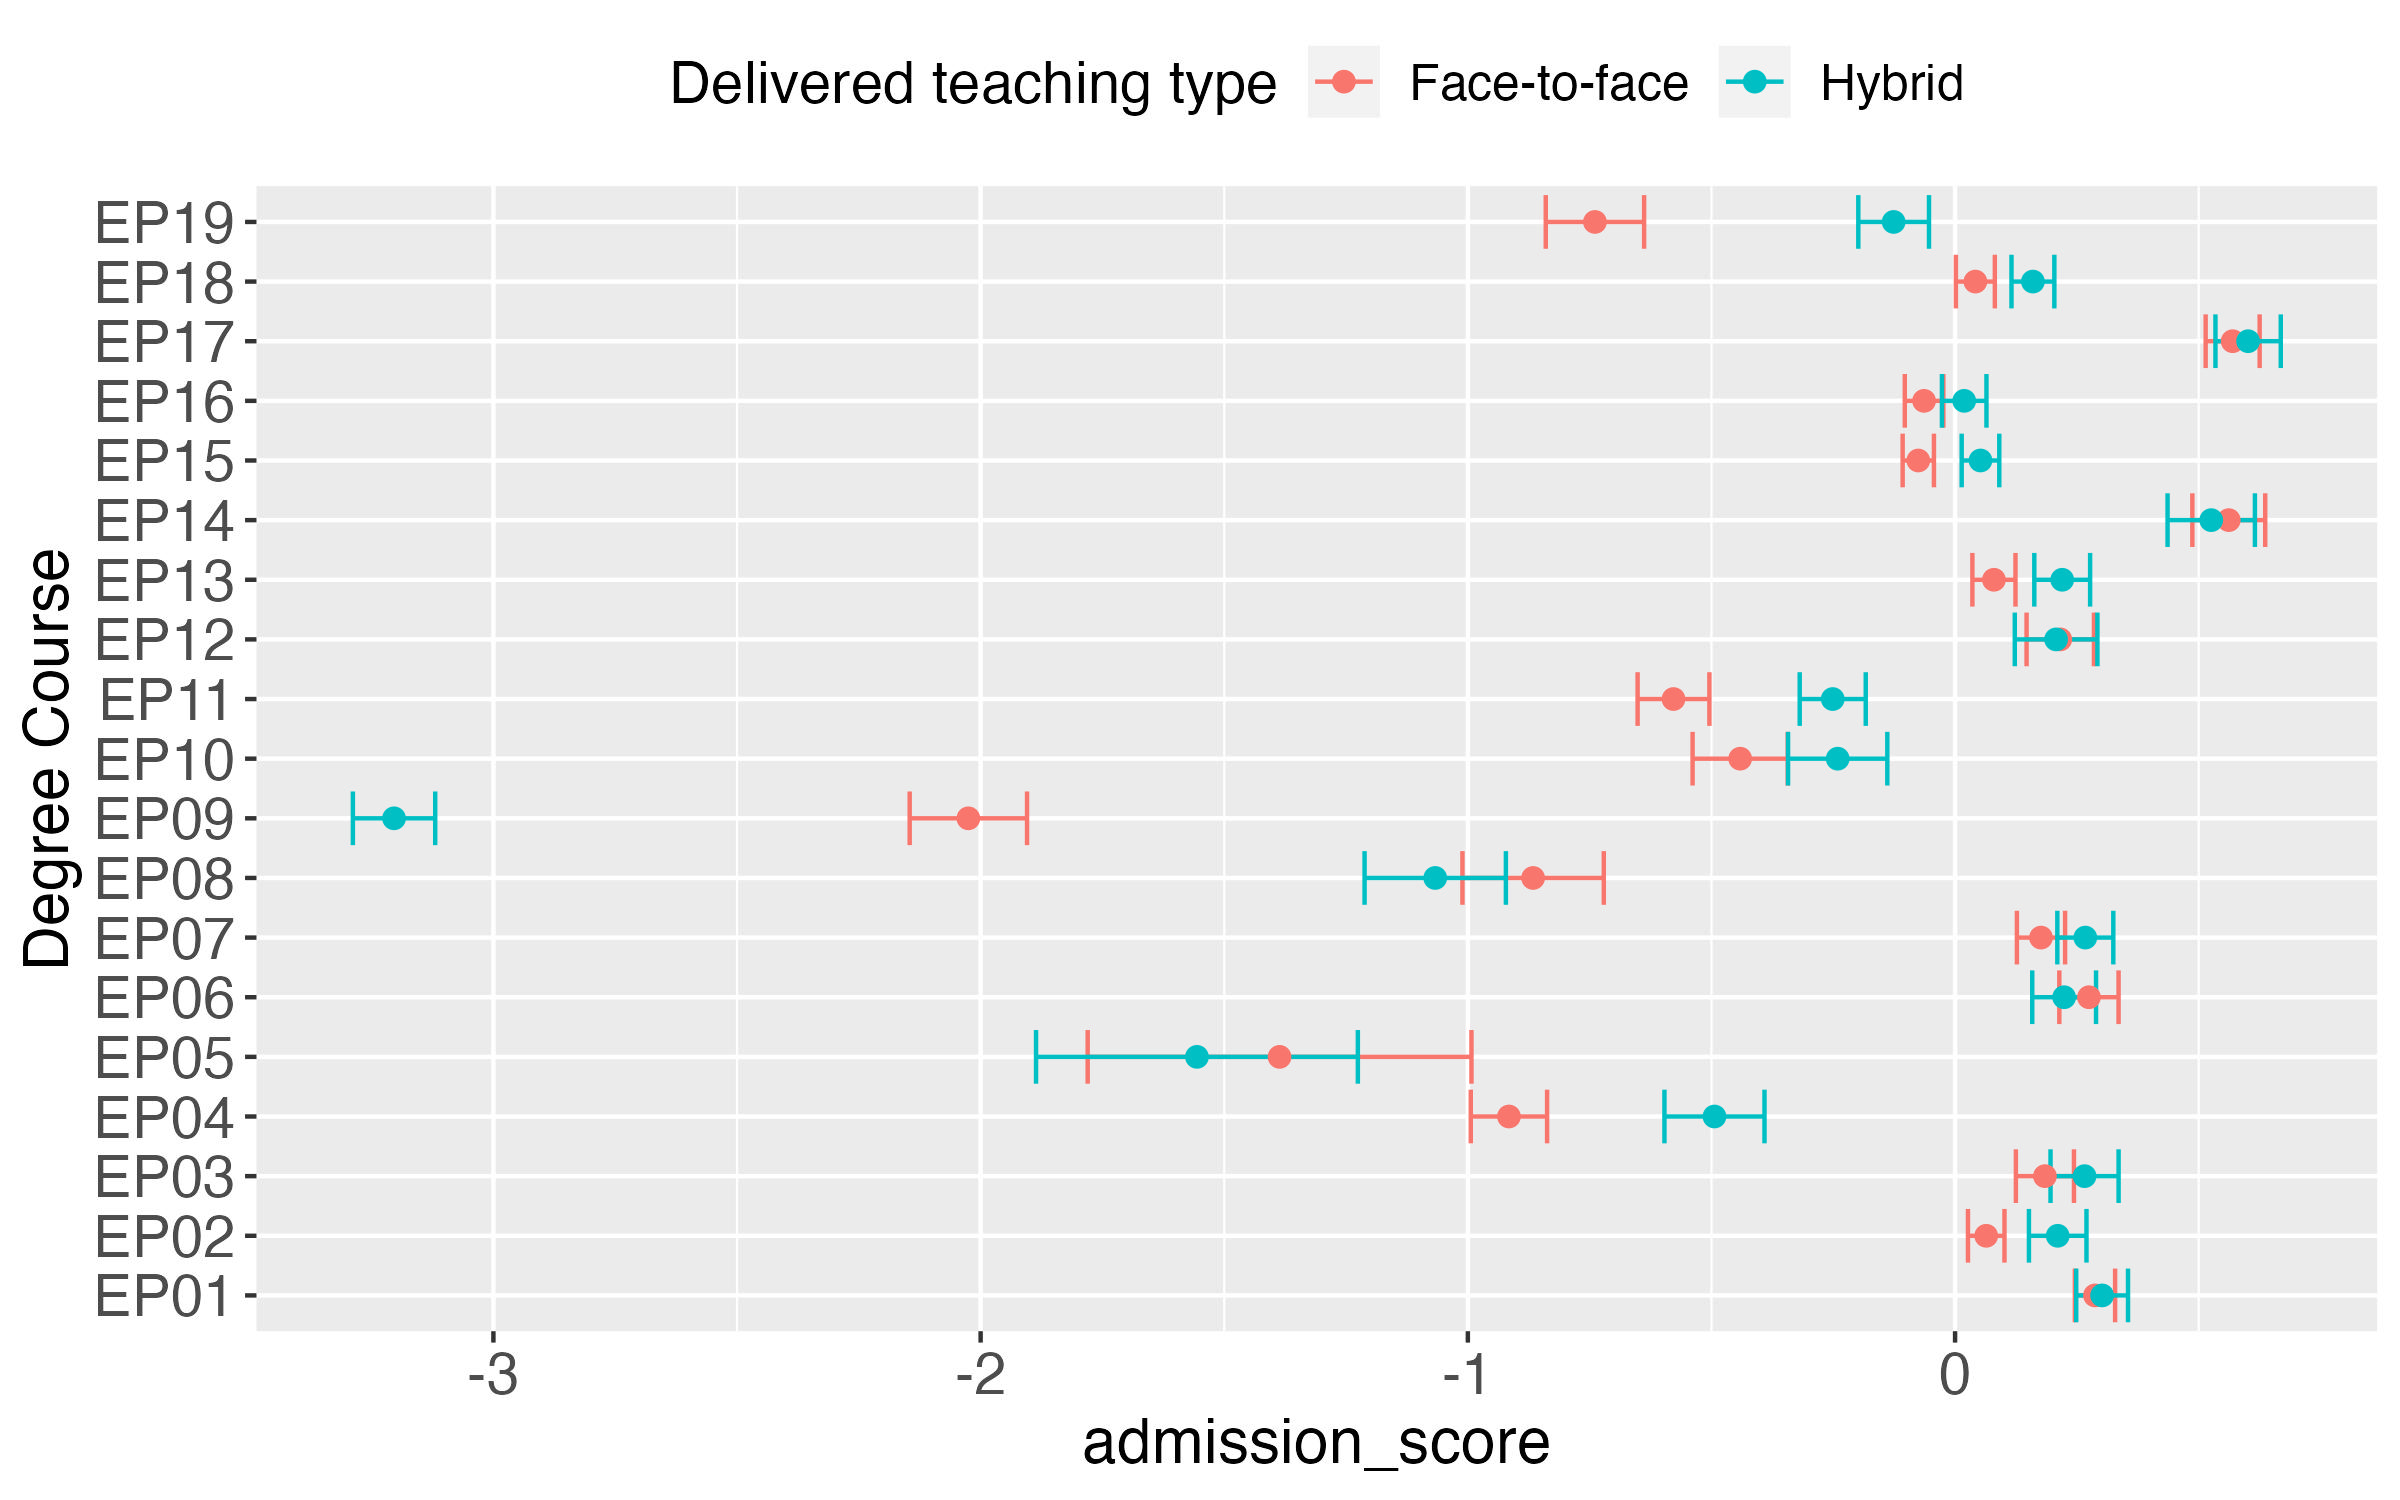 Delivered teaching type Face-to-face Hybrid
EP19
EP18
EP17
EP16
EP15
EP14
EP13
EP12
EP11
EP10
EP09
EP08
EP07
EP06
EP05
EP04
EP03
EP02
EP01
Degree Course
-3 -2 -1 0
admission_score